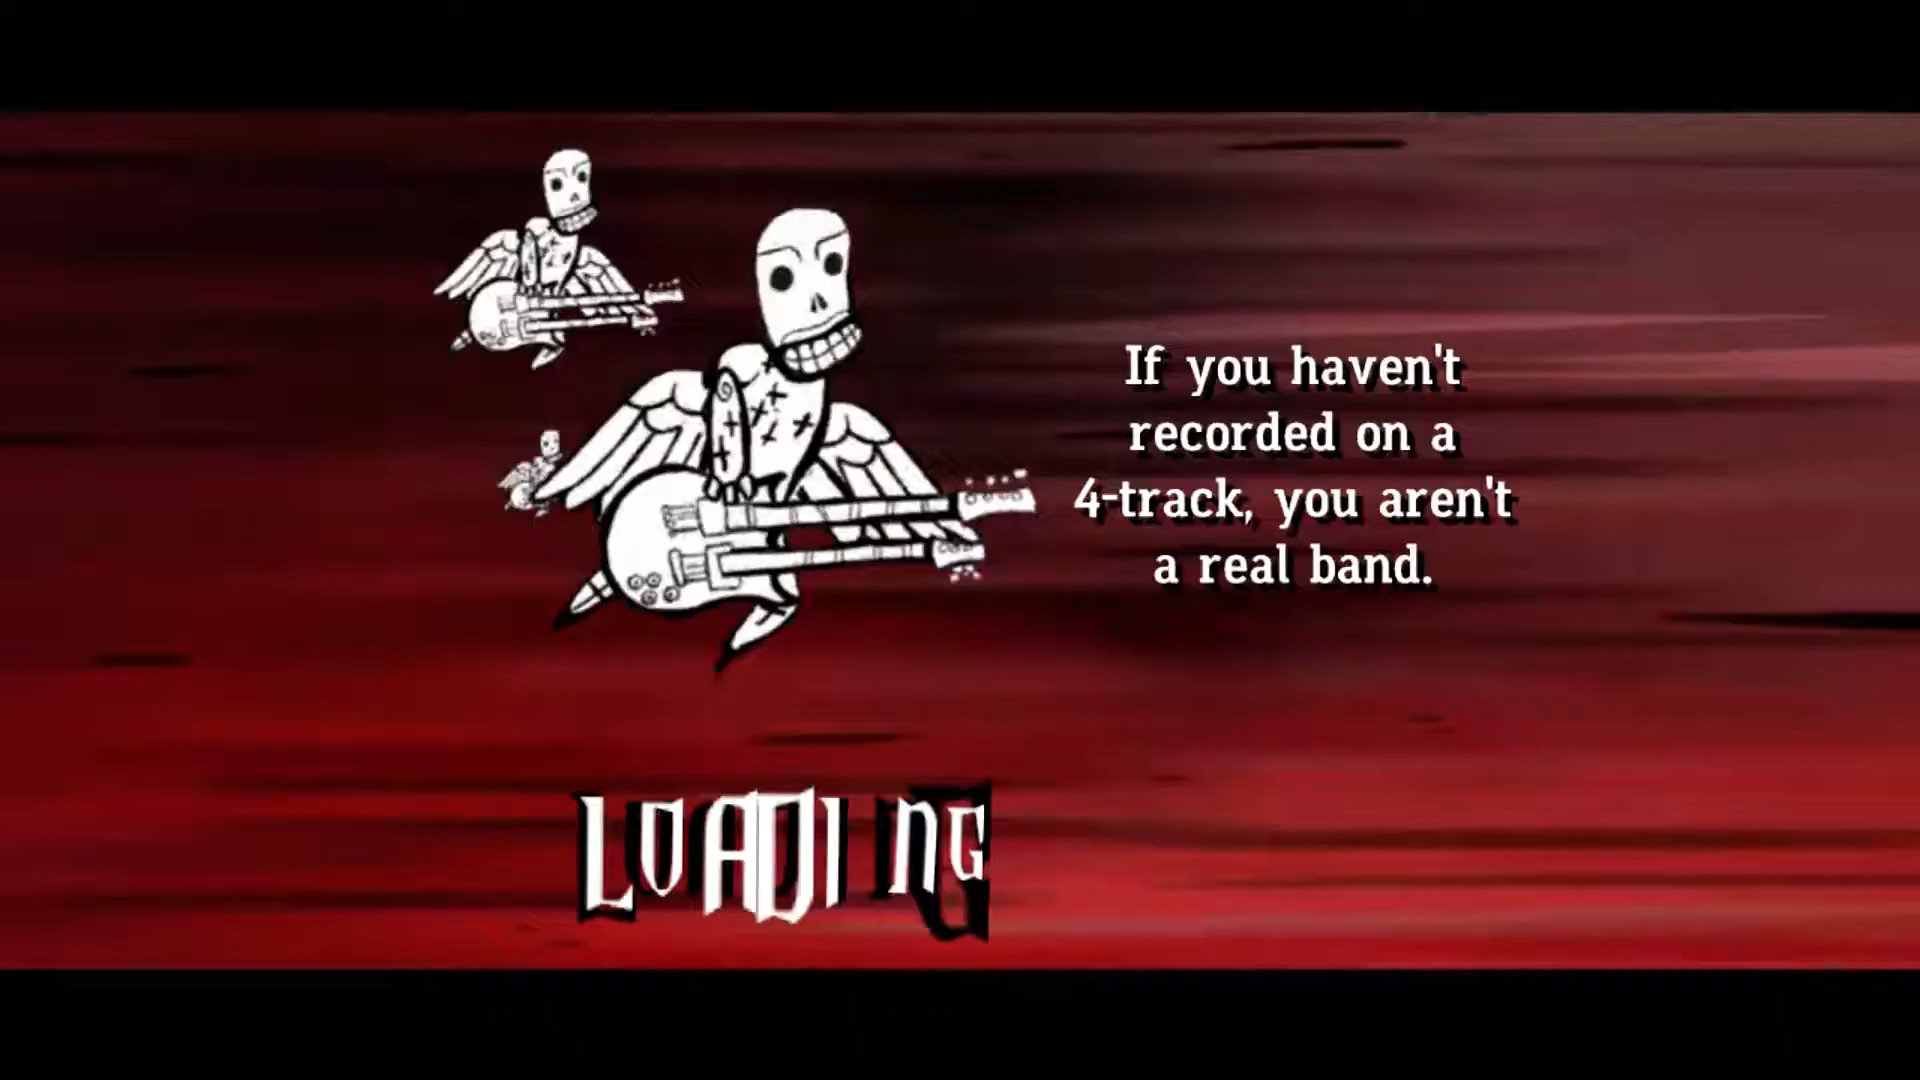 If you haven't
recorded on a
4-track, you aren't
a real band.
LOADING